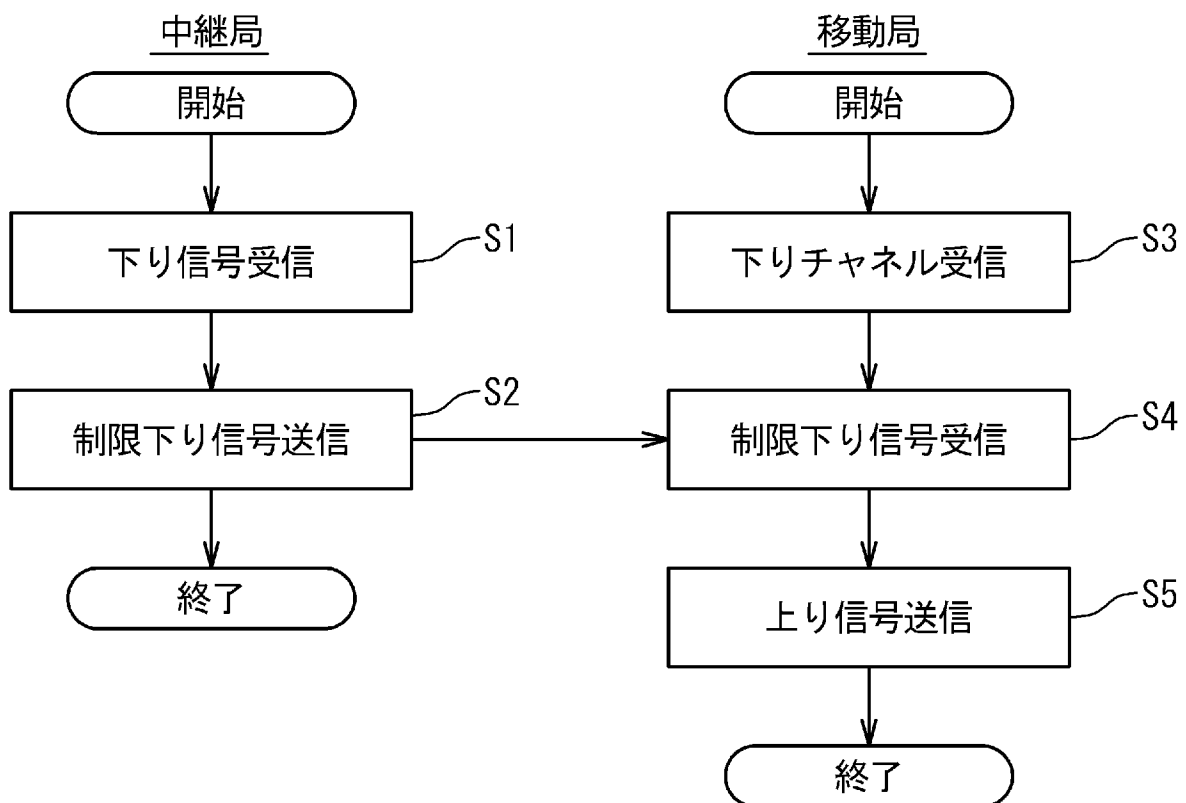 中継局
開始
下り信号受信
S1
制限下り信号送信
S2
終了
移動局
開始
下りチャネル受信
S3
制限下り信号受信
S4
上り信号送信
S5
終了